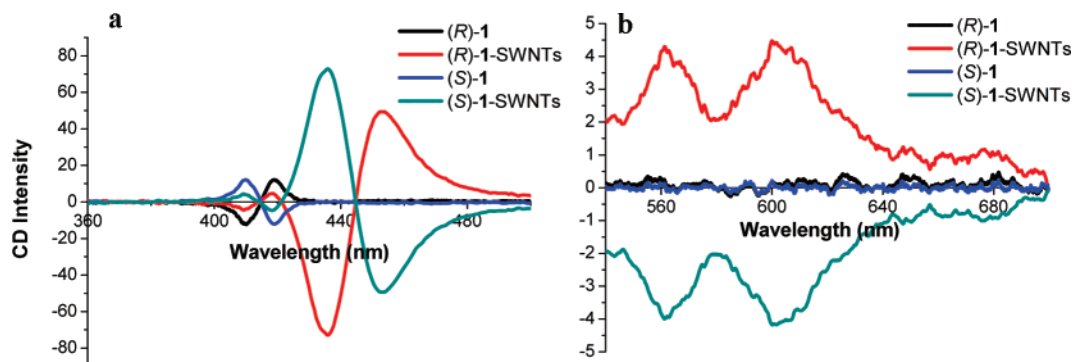 a
CD Intensity
80
60
40
20
0
-20
-40
-60
-80
360
400
440
480
Wavelength (nm)
(R)-1
(R)-1-SWNTs
(S)-1
(S)-1-SWNTs
b
5
4
3
2
1
0
-1
-2
-3
-4
-5
560
600
640
680
Wavelength (nm)
(R)-1
(R)-1-SWNTs
(S)-1
(S)-1-SWNTs